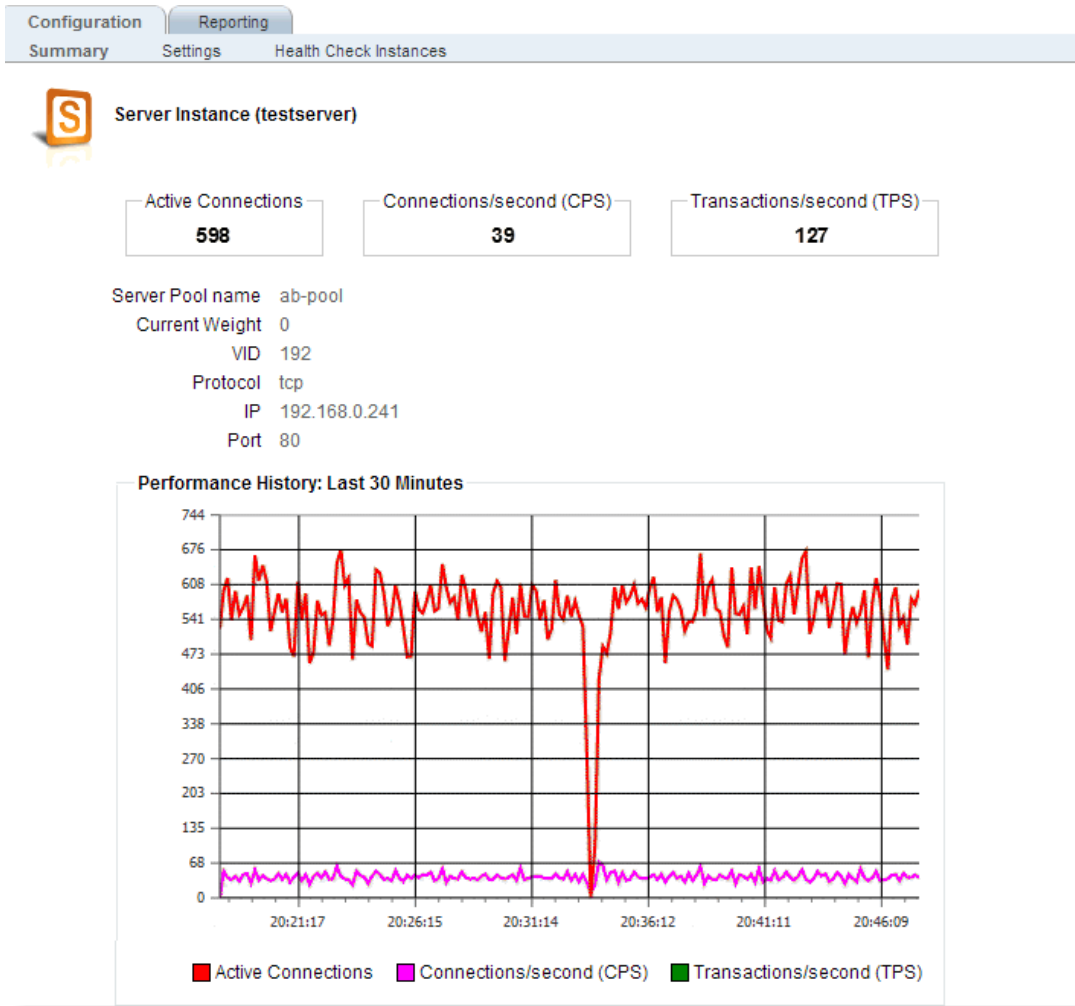 Configuration Reporting
Summary Settings Health Check Instances
S
Server Instance (testserver)
Active Connections Connections/second (CPS) Transactions/second (TPS)
598 39 127
Server Pool name ab-pool
Current Weight 0
VID 192
Protocol tcp
IP 192.168.0.241
Port 80
Performance History: Last 30 Minutes
744
676
608
541
473
406
338
270
203
135
68
0
20:21:17 20:26:15 20:31:14 20:36:12 20:41:11 20:46:09
Active Connections Connections/second (CPS) Transactions/second (TPS)